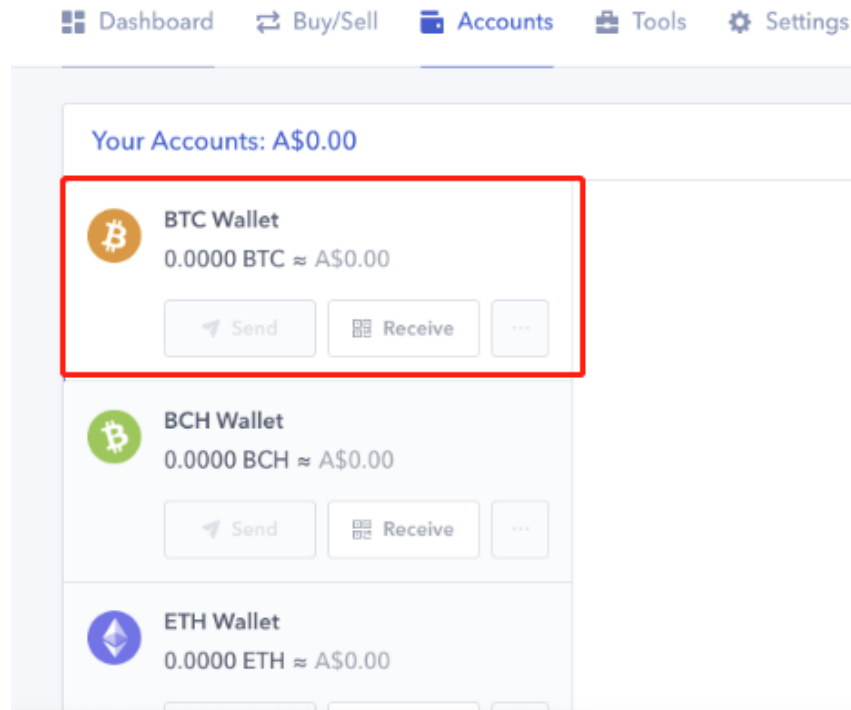 Dashboard Buy/Sell Accounts Tools Settings
Your Accounts: A$0.00
BTC Wallet
0.0000 BTC ≈ A$0.00
Send Receive ...
BCH Wallet
0.0000 BCH ≈ A$0.00
Send Receive ...
ETH Wallet
0.0000 ETH ≈ A$0.00